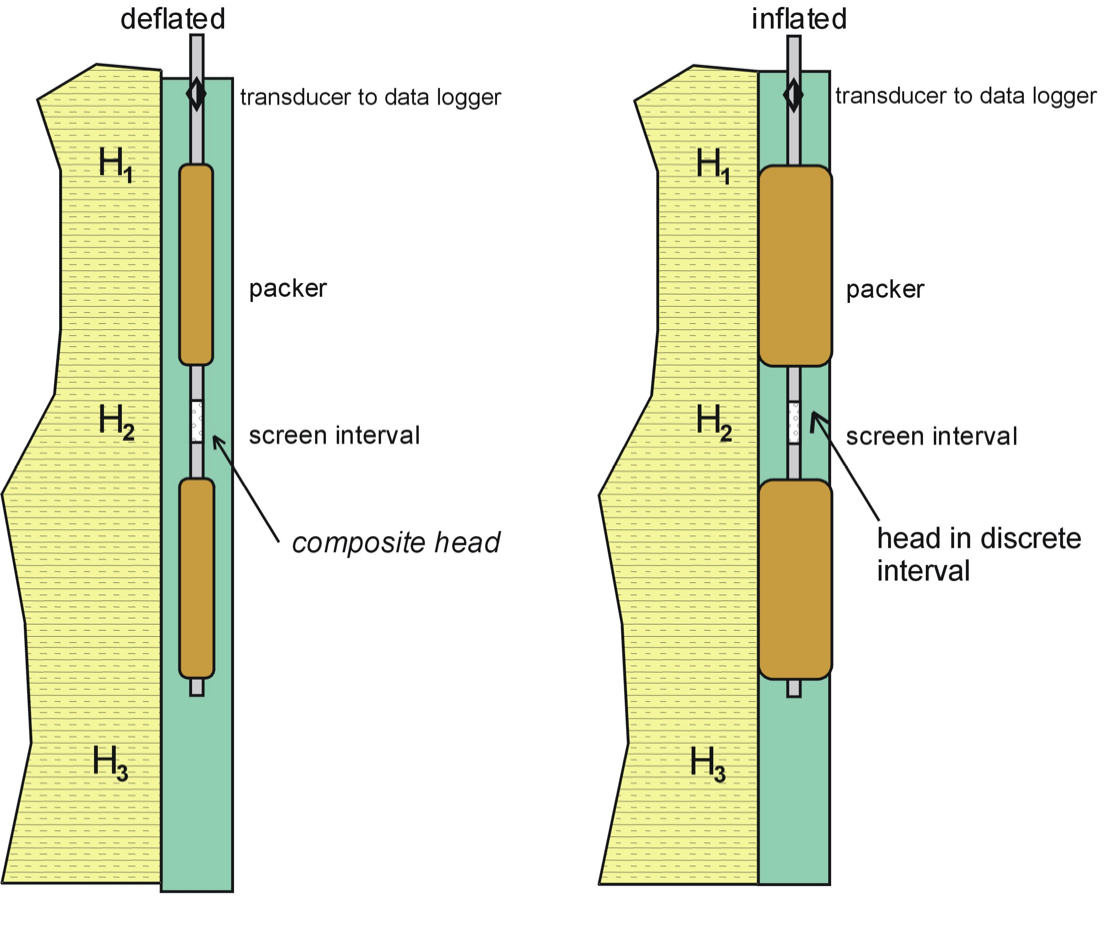 deflated
transducer to data logger
H1
packer
H2
screen interval
composite head
H3
inflated
transducer to data logger
H1
packer
H2
screen interval
head in discrete
interval
H3